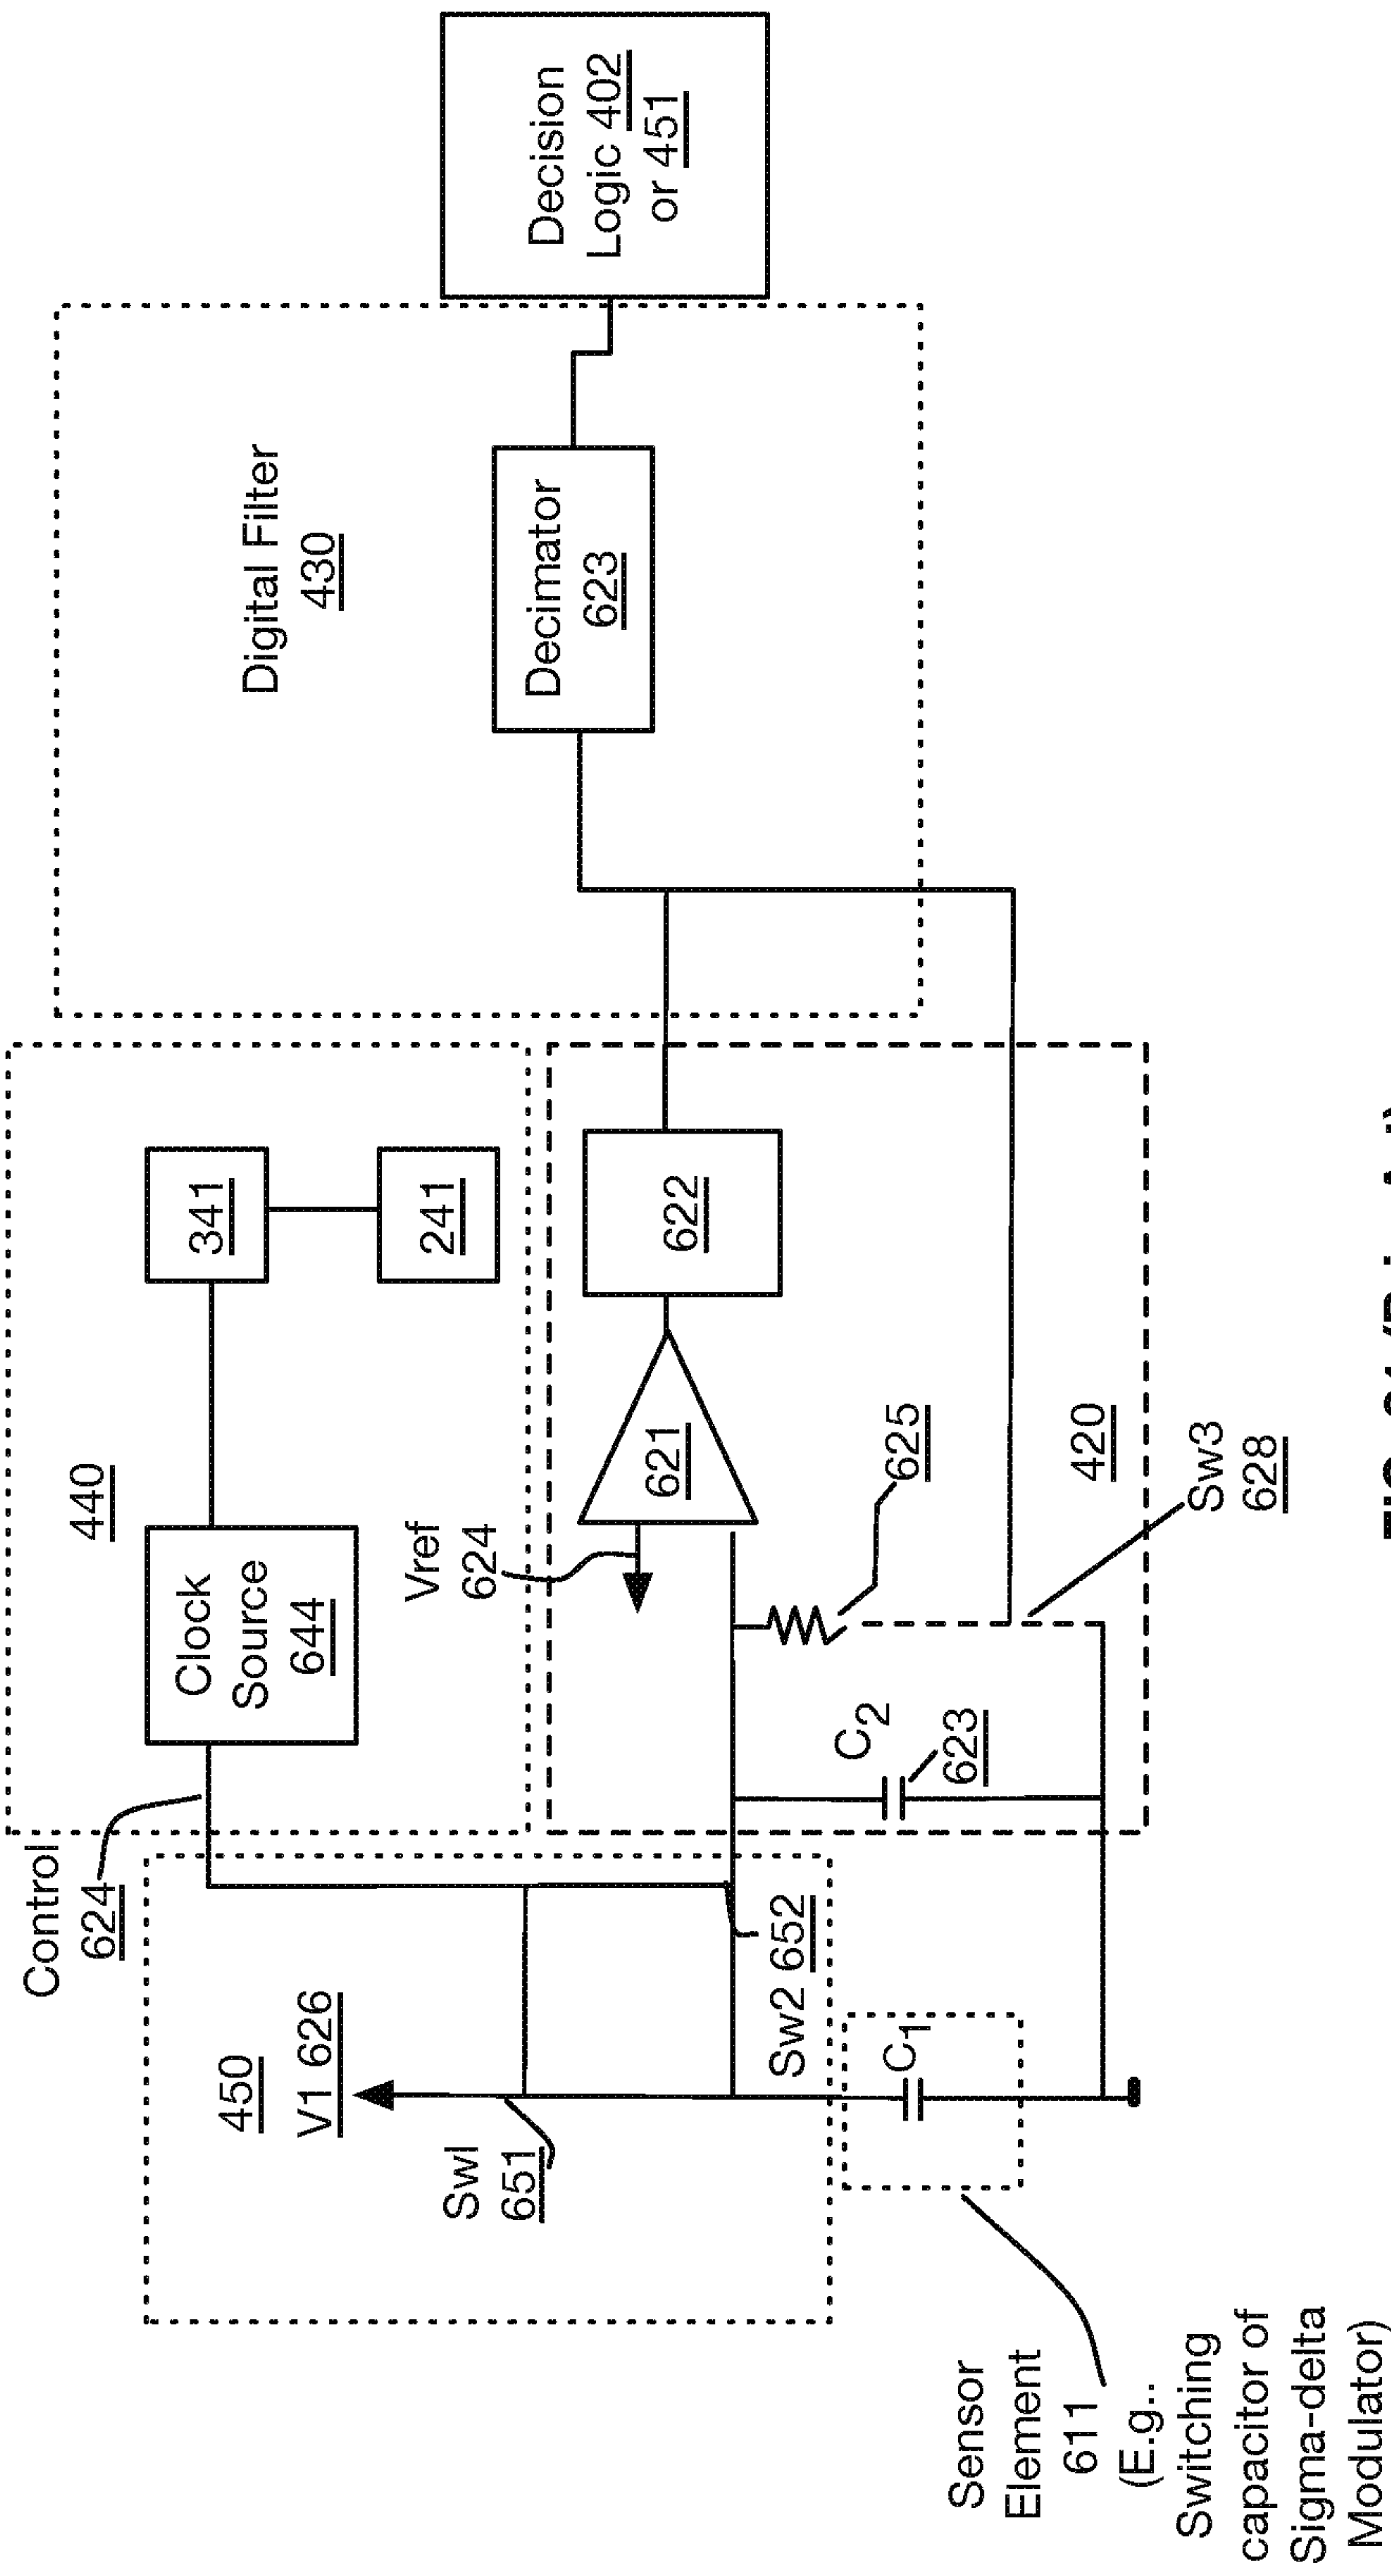 Control
624
440
Clock
Source
644
341
241
Digital Filter
430
Decision
Logic 402
or 451
Decimator
623
450
V1 626
Swl
651
Vref
624
621
622
625
Sw2 652
C2
623
420
Sw3
628
C1
Sensor
Element
611
(E.g..
Switching
capacitor of
Sigma-delta
Modulator)